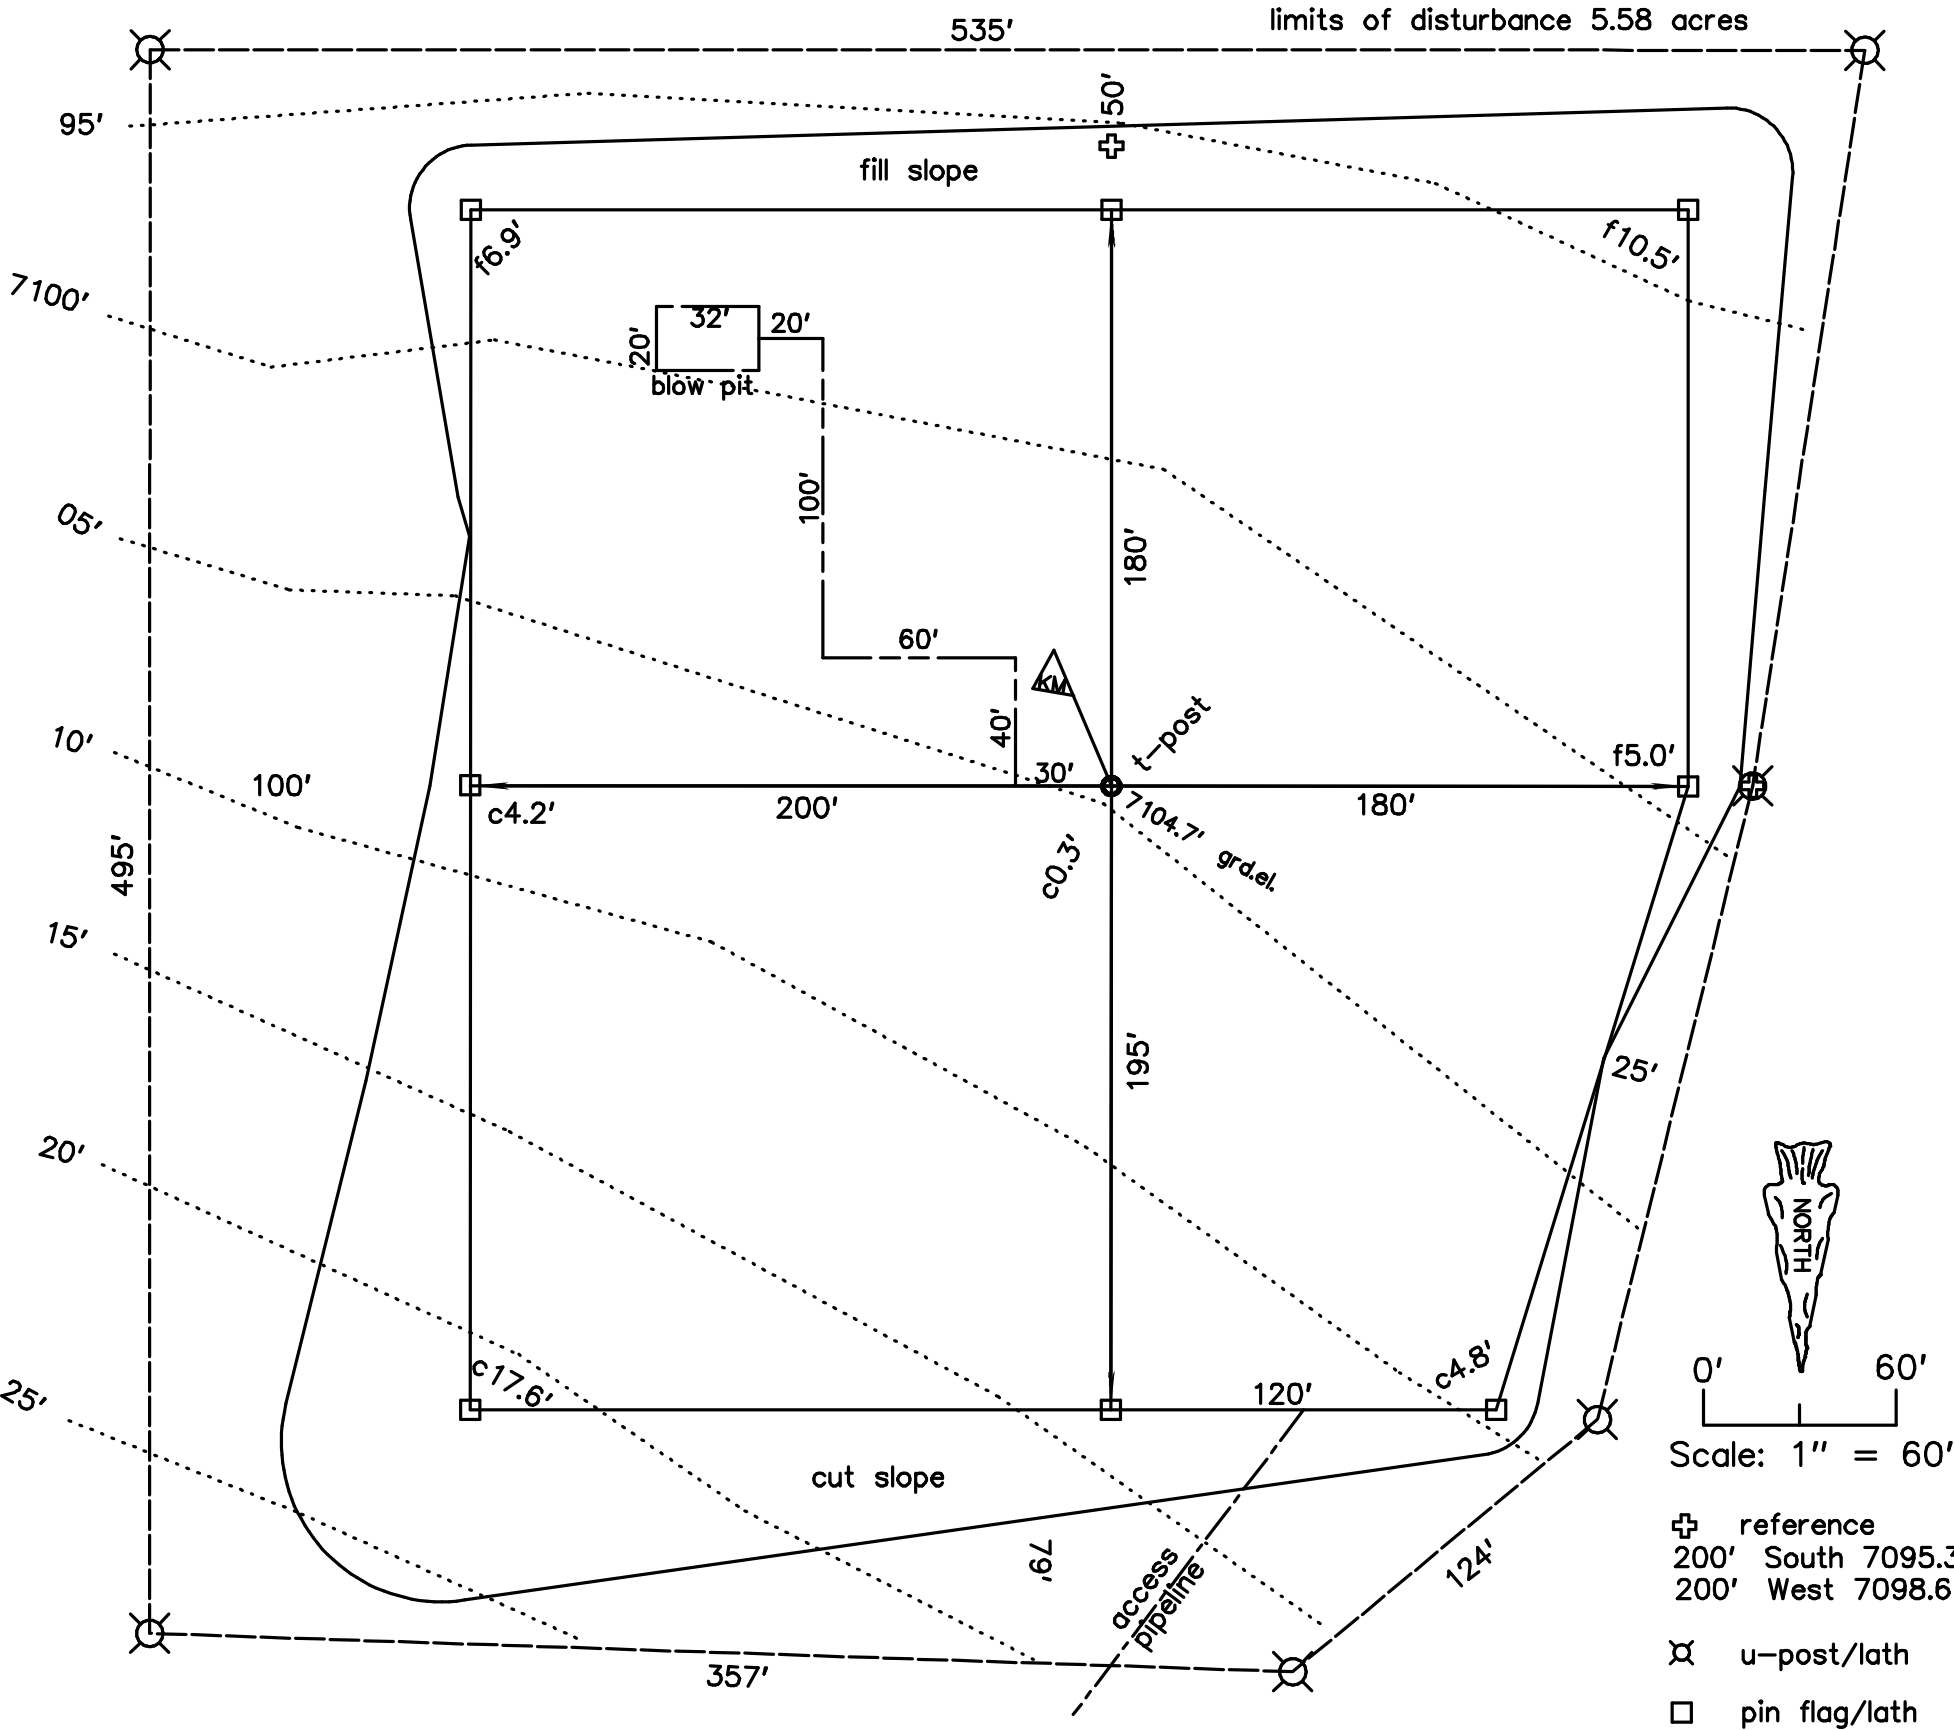 limits of disturbance 5.58 acres
535'
50'
95'
fill slope
f6.9'
f10.5'
7100'
32'
20'
20'
blow pit
05'
100'
180'
60'
KM
40'
t-post
10'
100'
30'
f5.0'
c4.2'
200'
180'
7104.7' grd.el.
c0.3'
495'
15'
195'
25'
20'
NORTH
c17.6'
c4.8'
120'
0' 60'
25'
Scale: 1" = 60'
cut slope
79'
access
pipeline
124'
reference
200' South 7095.3
200' West 7098.6
357'
u-post/lath
pin flag/lath